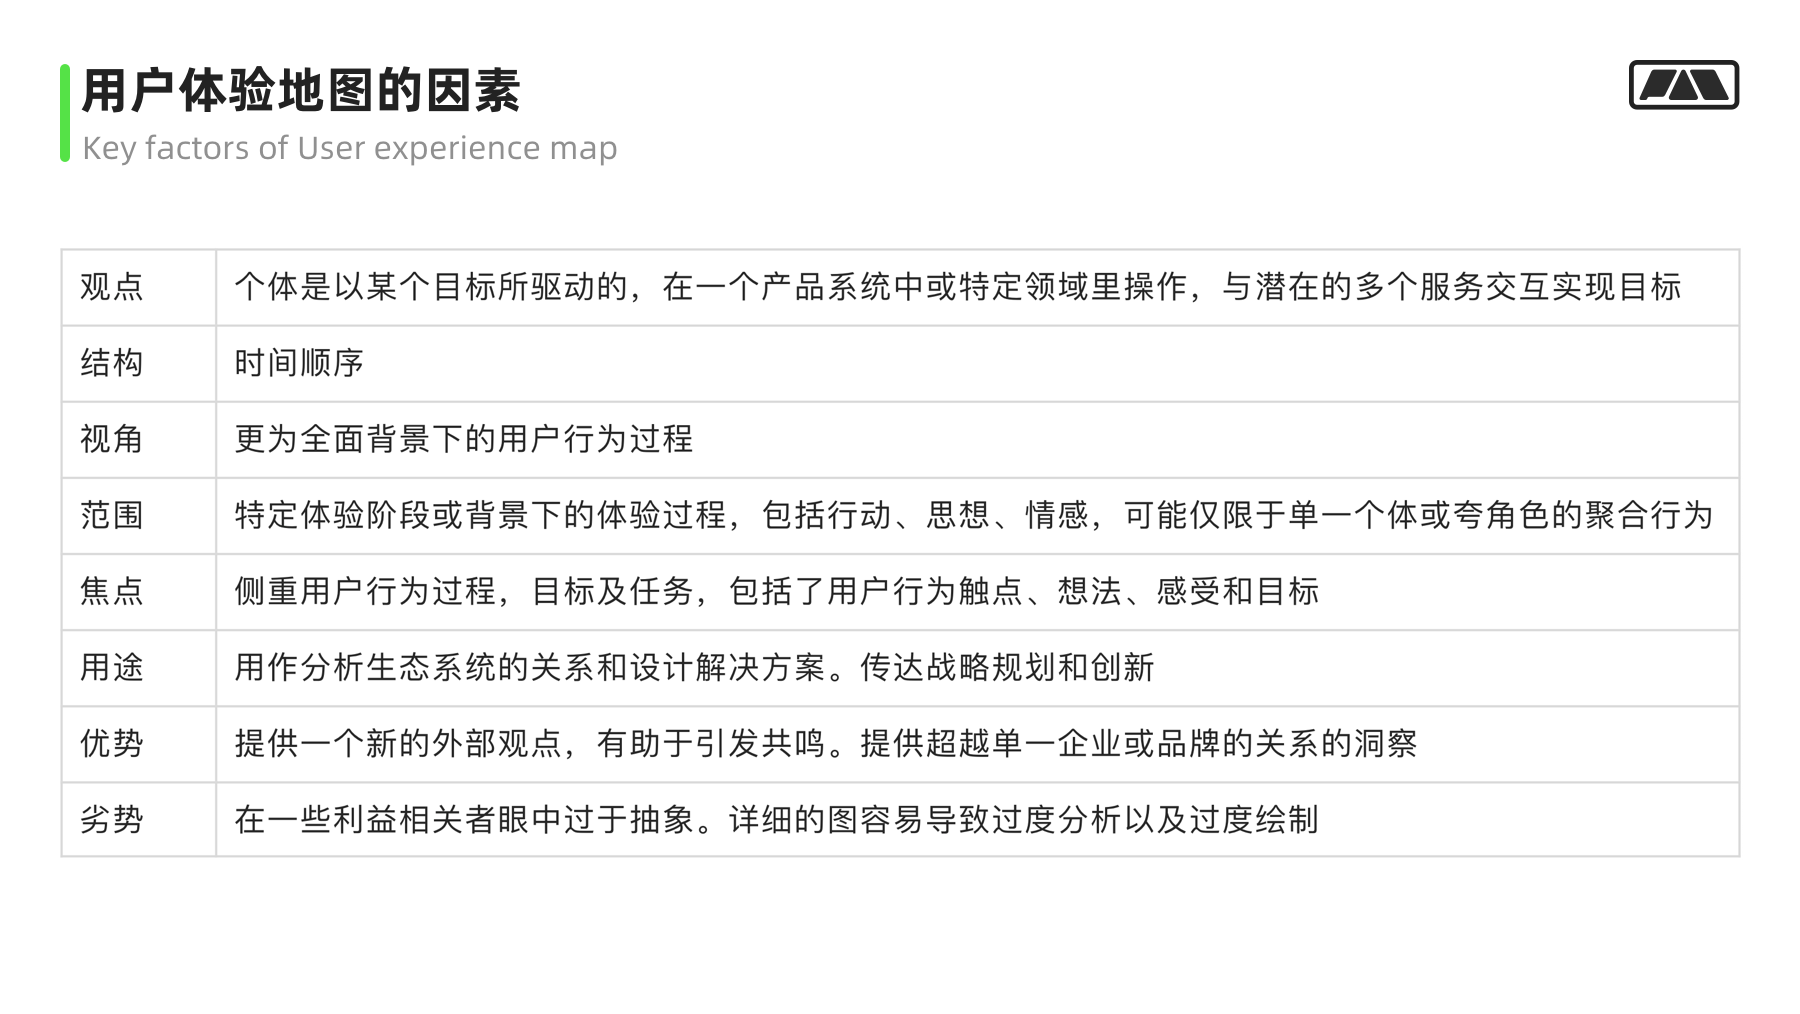 用户体验地图的因素
Key factors of User experience map
观点 个体是以某个目标所驱动的，在一个产品系统中或特定领域里操作，与潜在的多个服务交互实现目标
结构 时间顺序
视角 更为全面背景下的用户行为过程
范围 特定体验阶段或背景下的体验过程，包括行动、思想、情感，可能仅限于单一个体或夸角色的聚合行为
焦点 侧重用户行为过程，目标及任务，包括了用户行为触点、想法、感受和目标
用途 用作分析生态系统的关系和设计解决方案。传达战略规划和创新
优势 提供一个新的外部观点，有助于引发共鸣。提供超越单一企业或品牌的关系的洞察
劣势 在一些利益相关者眼中过于抽象。详细的图容易导致过度分析以及过度绘制